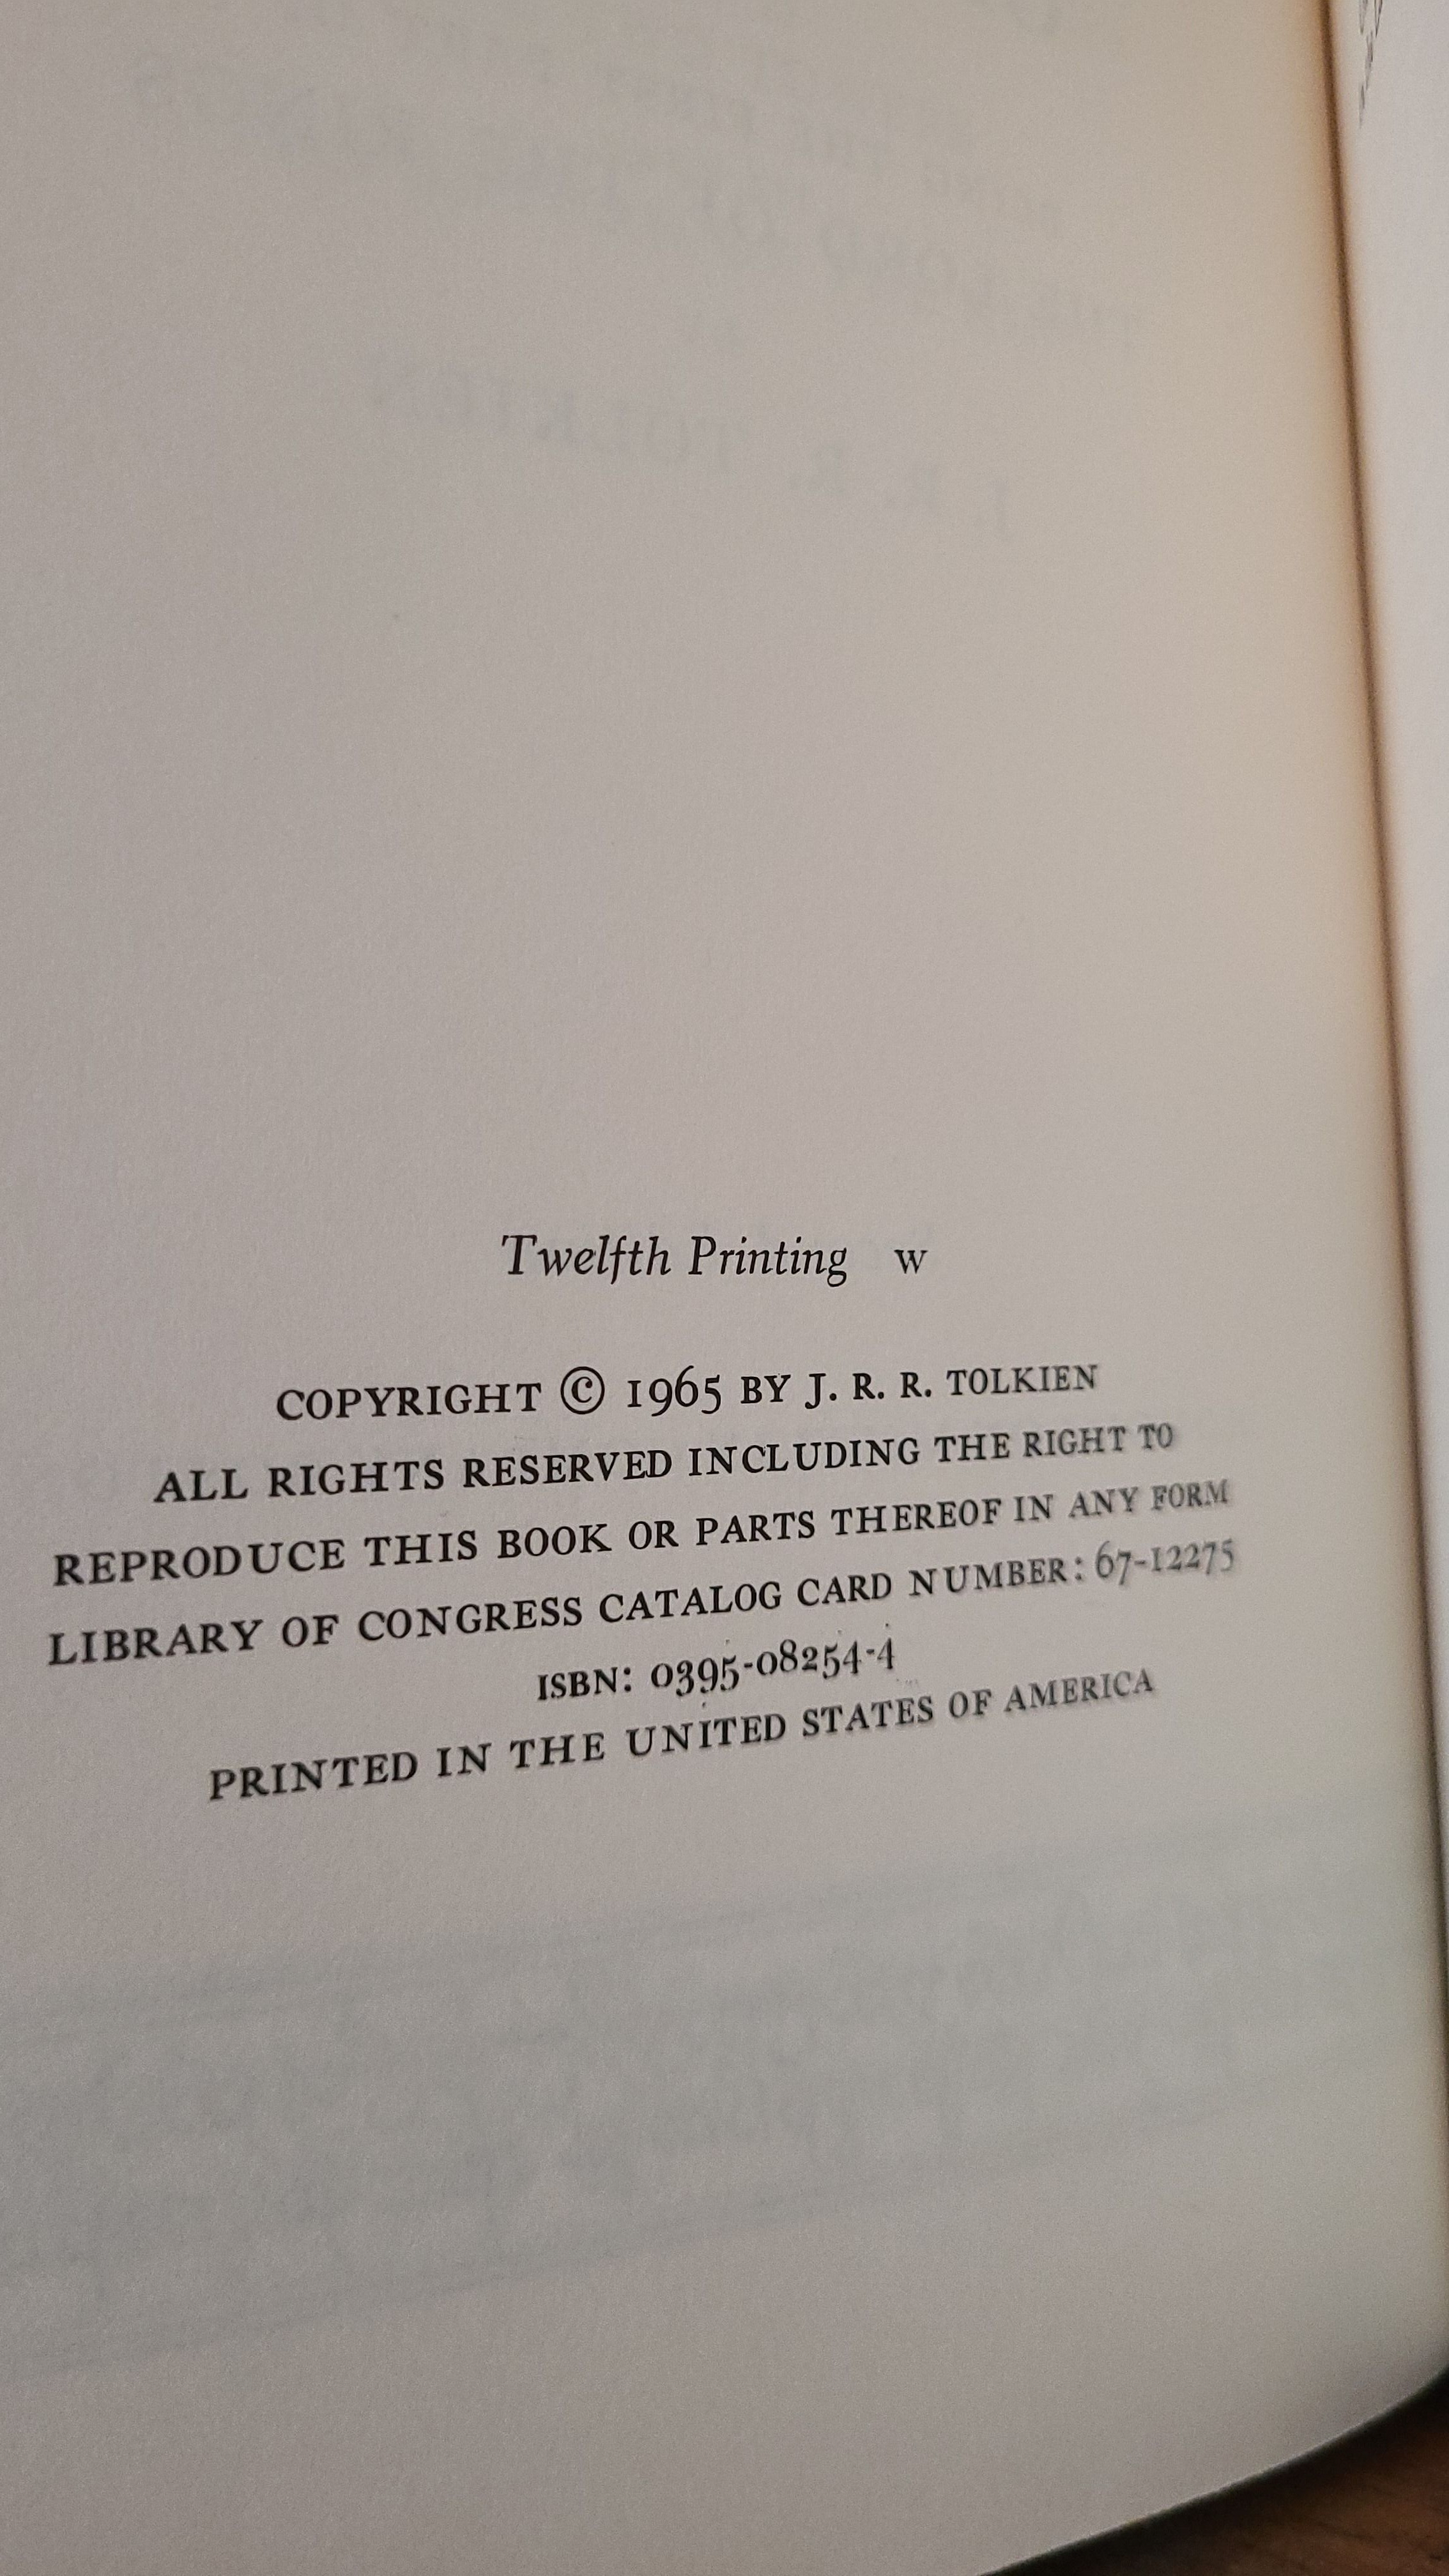 Twelfth Printing W
COPYRIGHT © 1965 BY J. R. R. TOLKIEN
ALL RIGHTS RESERVED INCLUDING THE RIGHT TO
REPRODUCE THIS BOOK OR PARTS THEREOF IN ANY FORM
LIBRARY OF CONGRESS CATALOG CARD NUMBER: 67-12275
ISBN: 0395-08254-4
PRINTED IN THE UNITED STATES OF AMERICA